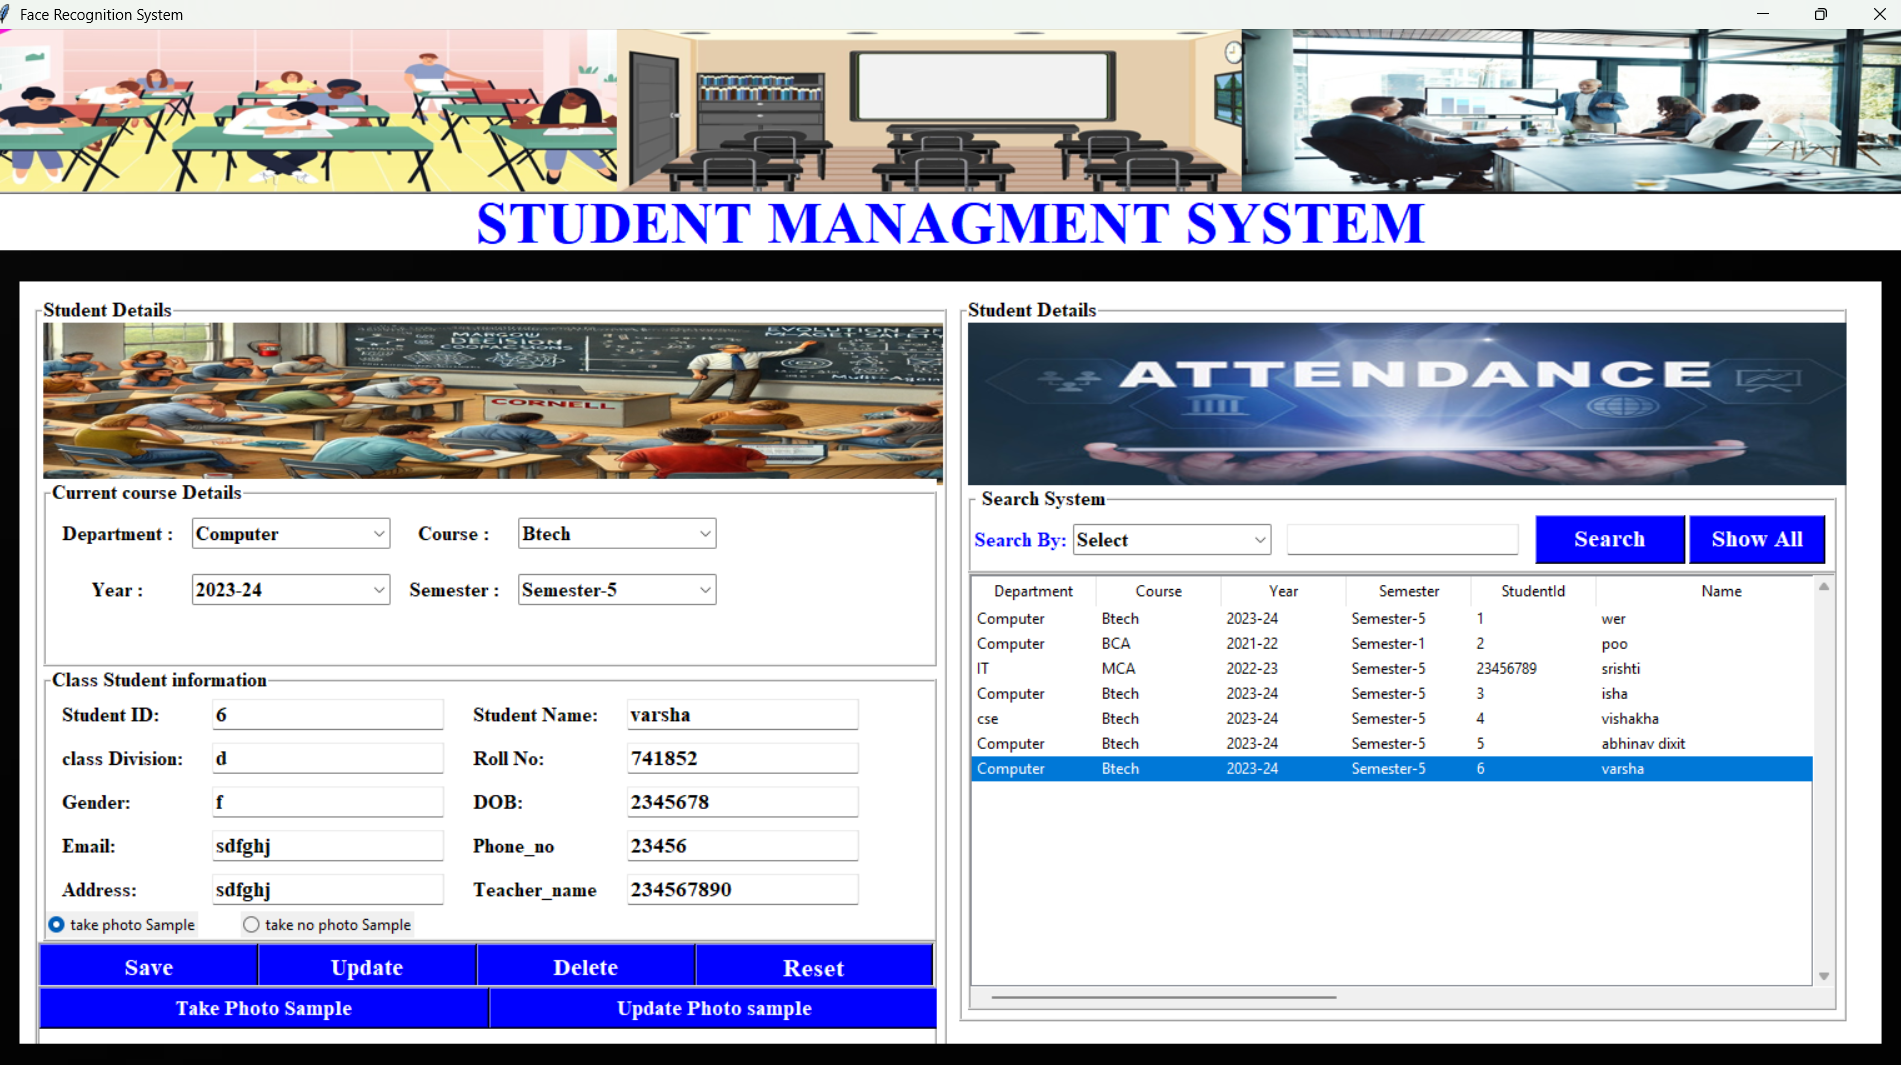 Face Recognition System
STUDENT MANAGMENT SYSTEM
Student Details
DECISION
CORNELL
Current course Details
Department : Computer Course : Btech
Year : 2023-24 Semester : Semester-5
Class Student information
Student ID: 6 Student Name: varsha
class Division: d Roll No: 741852
Gender: f DOB: 2345678
Email: sdfghj Phone_no 23456
Address: sdfghj Teacher_name 234567890
take photo Sample take no photo Sample
Save Update Delete Reset
Take Photo Sample Update Photo sample
Student Details
ATTENDANCE
Search System
Search By: Select Search Show All
Department Course Year Semester StudentId Name
Computer Btech 2023-24 Semester-5 1 wer
Computer BCA 2021-22 Semester-1 2 poo
IT MCA 2022-23 Semester-5 23456789 srishti
Computer Btech 2023-24 Semester-5 3 isha
cse Btech 2023-24 Semester-5 4 vishakha
Computer Btech 2023-24 Semester-5 5 abhinav dixit
Computer Btech 2023-24 Semester-5 6 varsha